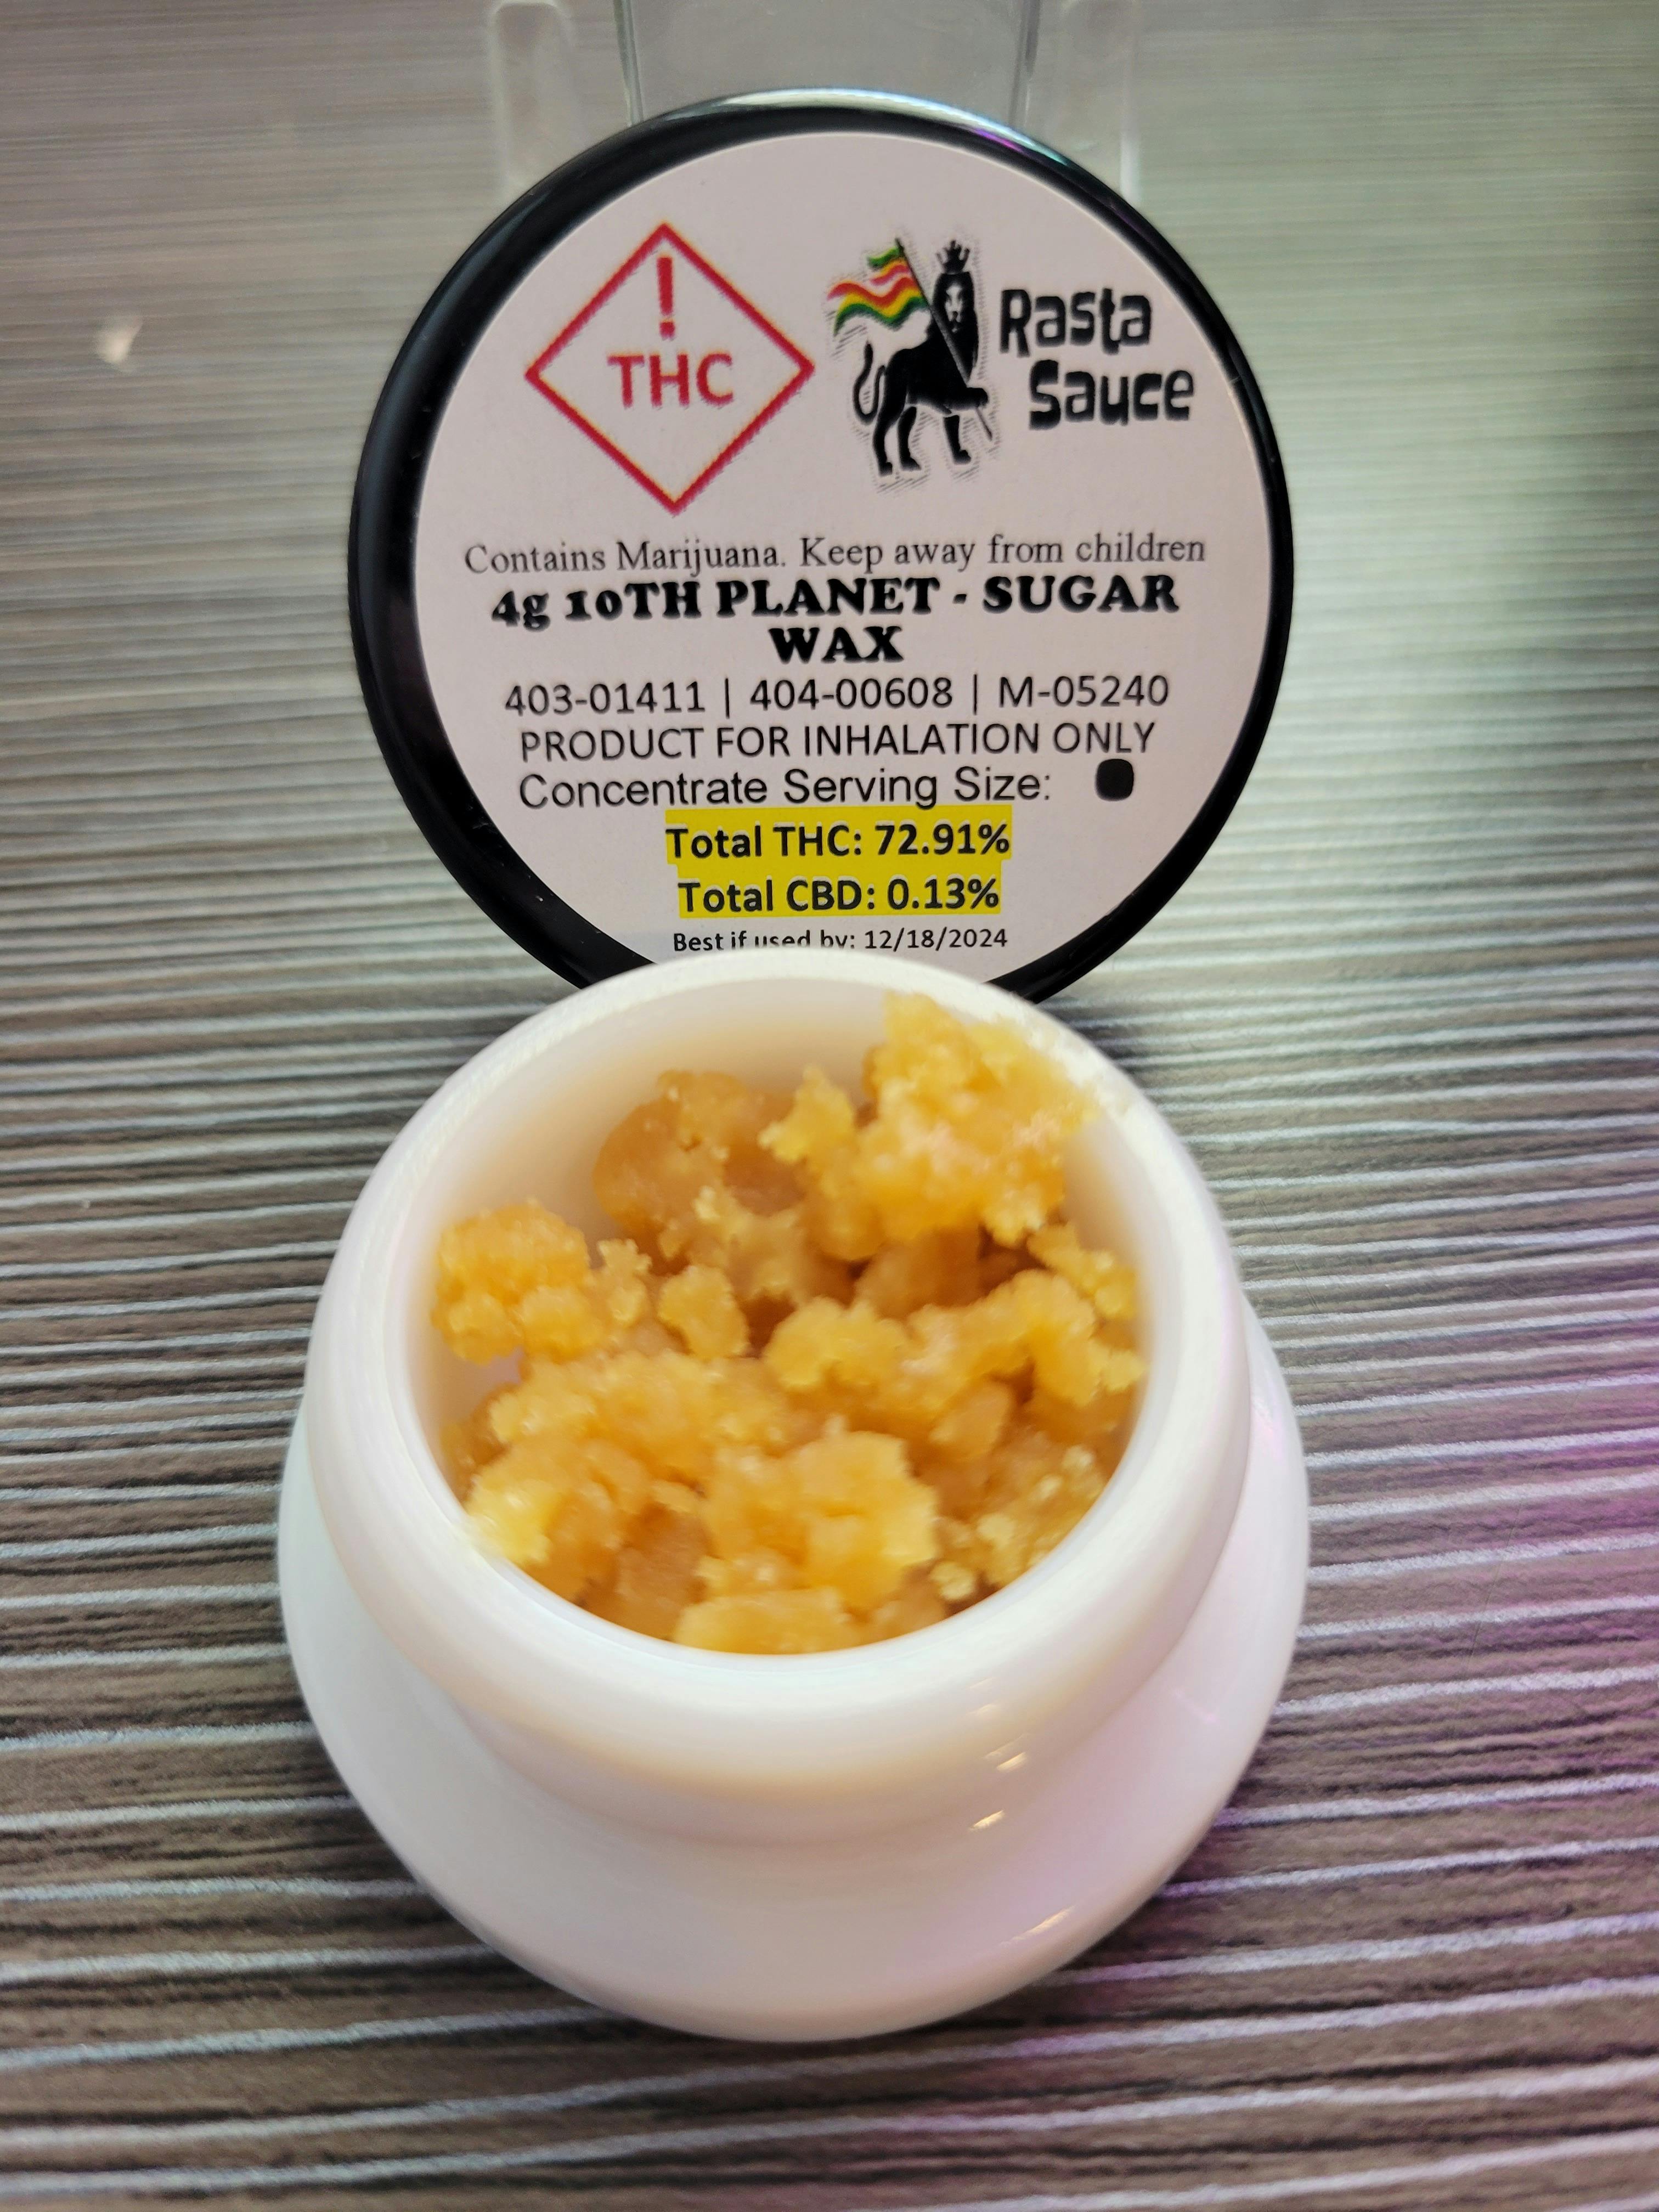 !
THC
Rasta
Sauce
Contains Marijuana. Keep away from children
4g 10TH PLANET - SUGAR
WAX
403-01411 | 404-00608 | M-05240
PRODUCT FOR INHALATION ONLY
Concentrate Serving Size:
Total THC: 72.91%
Total CBD: 0.13%
Best if used by: 12/18/2024